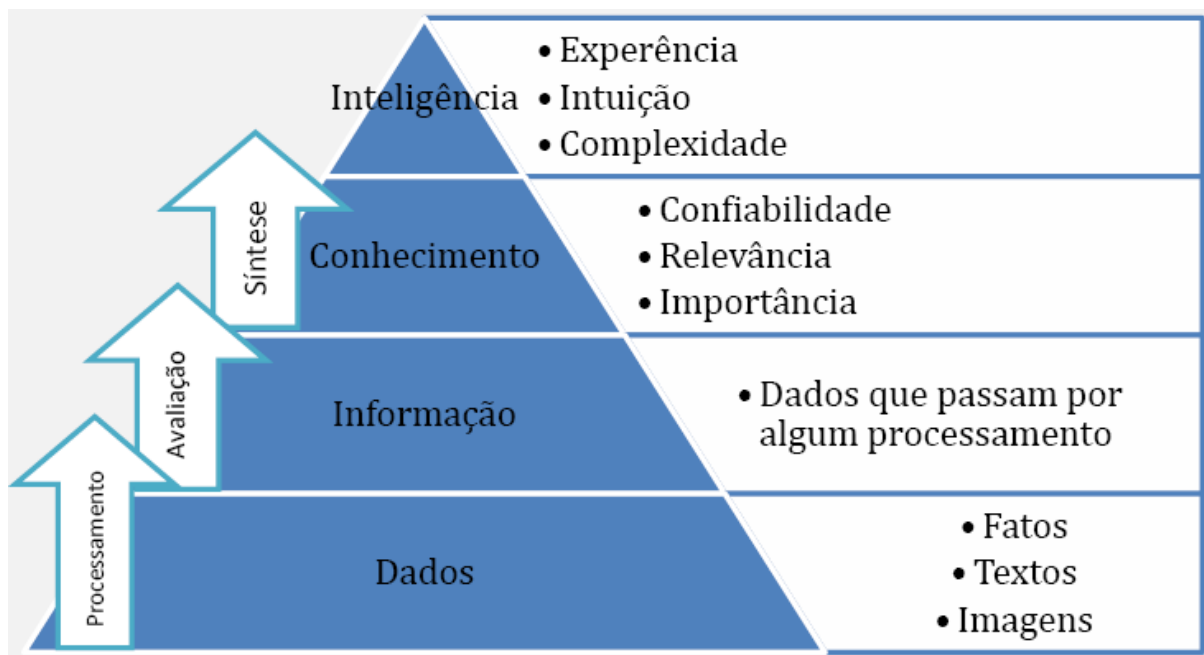 Inteligência
• Experência
• Intuição
• Complexidade
Síntese
Conhecimento
• Confiabilidade
• Relevância
• Importância
Avaliação
Informação
• Dados que passam por
algum processamento
Processamento
Dados
• Fatos
• Textos
• Imagens